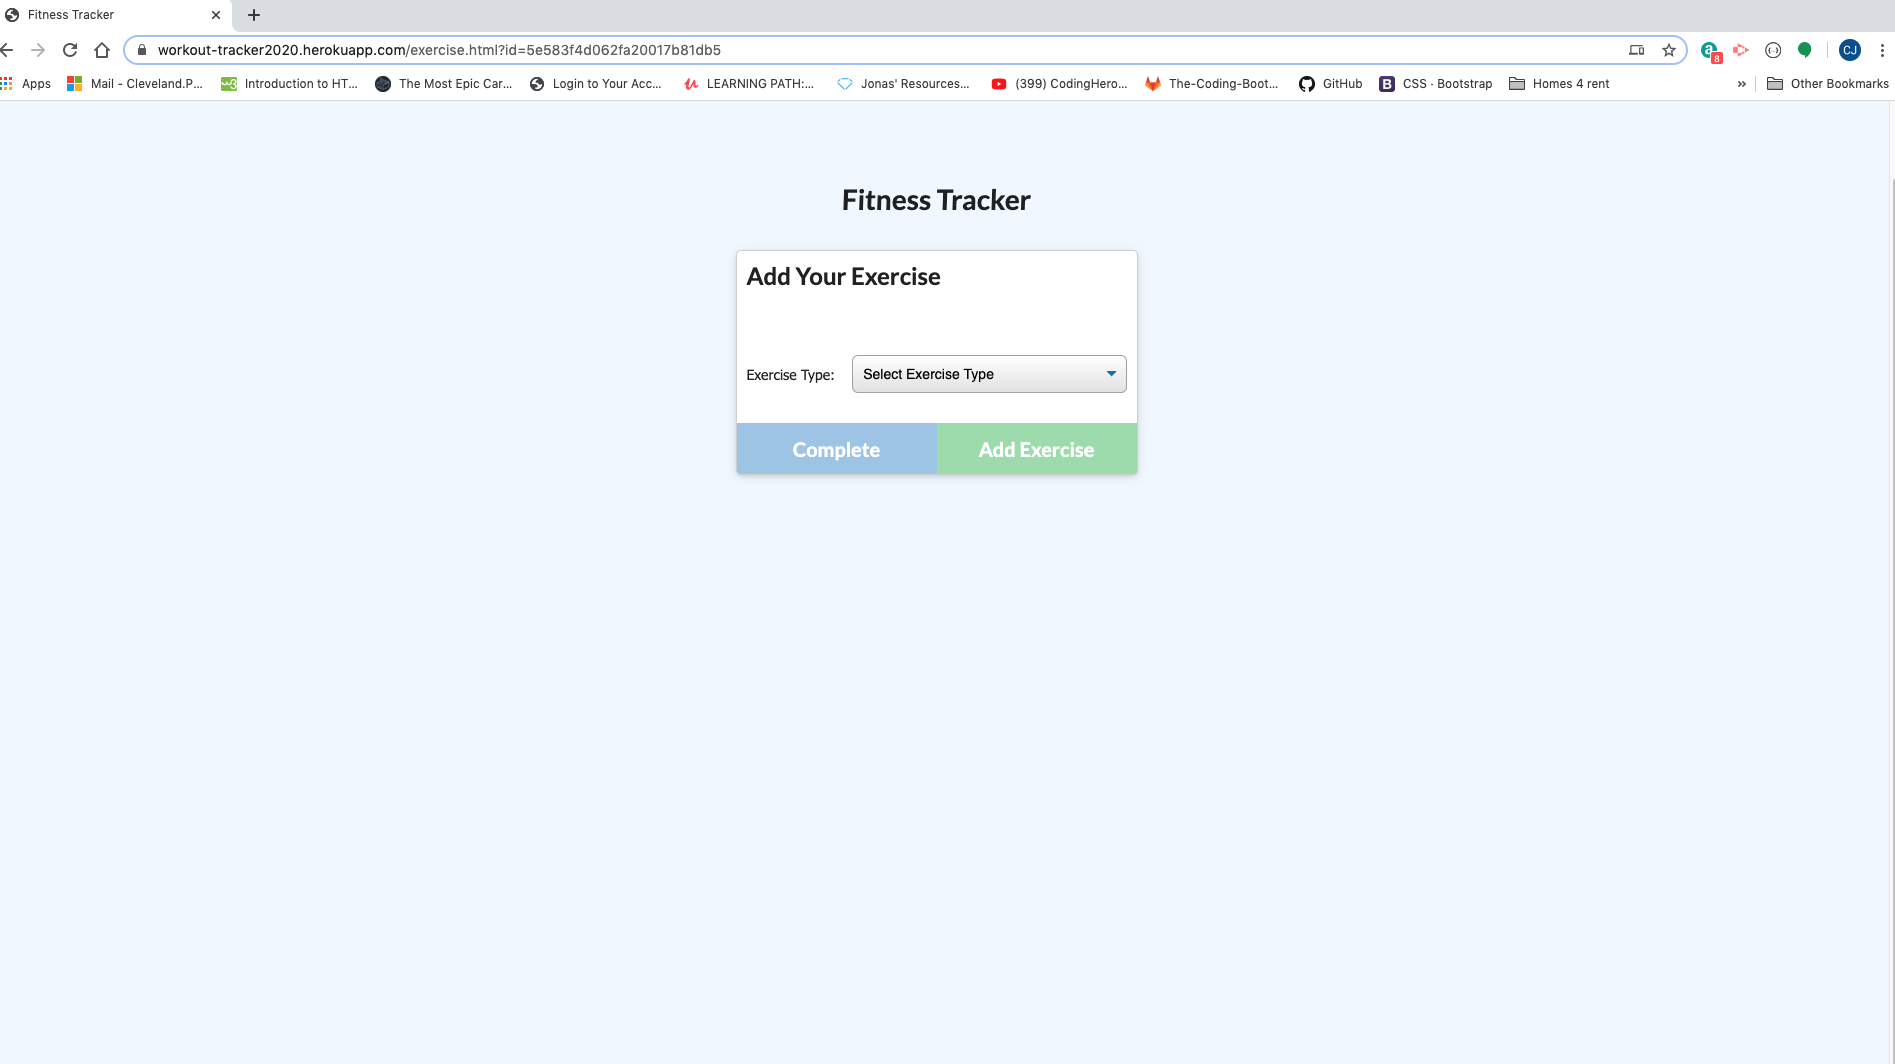 Fitness Tracker
workout-tracker2020.herokuapp.com/exercise.html?id=5e583f4d062fa20017b81db5
8
CJ
Apps Mail - Cleveland.P... w3 Introduction to HT... The Most Epic Car... Login to Your Acc... LEARNING PATH:... Jonas' Resources... (399) CodingHero... The-Coding-Boot... GitHub B CSS · Bootstrap Homes 4 rent » Other Bookmarks
Fitness Tracker
Add Your Exercise
Exercise Type: Select Exercise Type
Complete Add Exercise